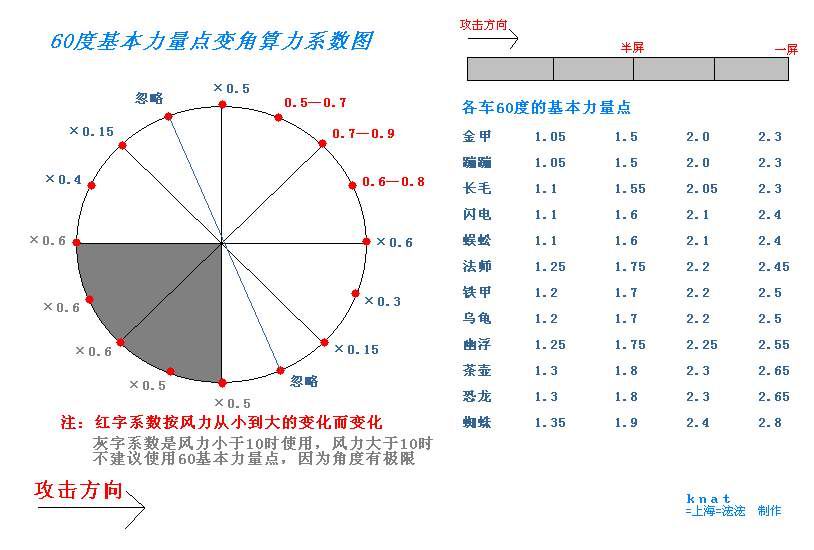 60度基本力量点变角算力系数图
忽略
×0.5
0.5—0.7
×0.15
0.7—0.9
×0.4
0.6—0.8
×0.6
×0.6
×0.6
×0.3
×0.6
×0.15
×0.5
忽略
×0.5
注：红字系数按风力从小到大的变化而变化
灰字系数是风力小于10时使用，风力大于10时
不建议使用60基本力量点，因为角度有极限
攻击方向
攻击方向
半屏
一屏
各车60度的基本力量点
金甲 1.05 1.5 2.0 2.3
蹦蹦 1.05 1.5 2.0 2.3
长毛 1.1 1.55 2.05 2.3
闪电 1.1 1.6 2.1 2.4
蜈蚣 1.1 1.6 2.1 2.4
法师 1.25 1.75 2.2 2.45
铁甲 1.2 1.7 2.2 2.5
乌龟 1.2 1.7 2.2 2.5
幽浮 1.25 1.75 2.25 2.55
茶壶 1.3 1.8 2.3 2.65
恐龙 1.3 1.8 2.3 2.65
蜘蛛 1.35 1.9 2.4 2.8
knat
=上海=浤浤 制作